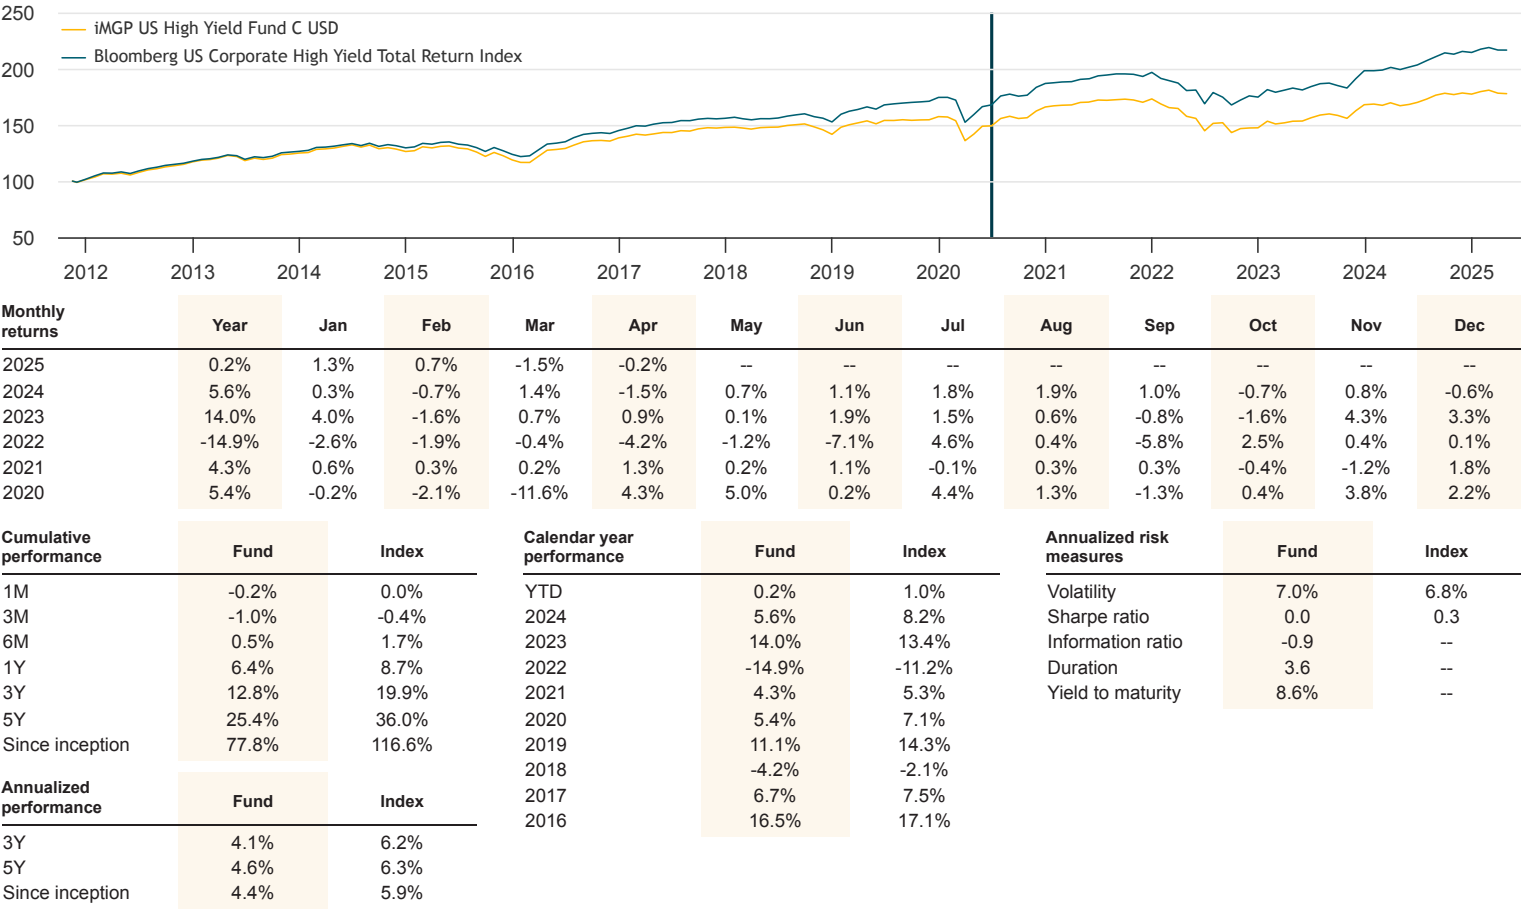 250
200
150
100
50
iMGP US High Yield Fund C USD
Bloomberg US Corporate High Yield Total Return Index
2012 2013 2014 2015 2016 2017 2018 2019 2020 2021 2022 2023 2024 2025
Monthly
returns Year Jan Feb Mar Apr May Jun Jul Aug Sep Oct Nov Dec
2025 0.2% 1.3% 0.7% -1.5% -0.2% -- -- -- -- -- -- -- --
2024 5.6% 0.3% -0.7% 1.4% -1.5% 0.7% 1.1% 1.8% 1.9% 1.0% -0.7% 0.8% -0.6%
2023 14.0% 4.0% -1.6% 0.7% 0.9% 0.1% 1.9% 1.5% 0.6% -0.8% -1.6% 4.3% 3.3%
2022 -14.9% -2.6% -1.9% -0.4% -4.2% -1.2% -7.1% 4.6% 0.4% -5.8% 2.5% 0.4% 0.1%
2021 4.3% 0.6% 0.3% 0.2% 1.3% 0.2% 1.1% -0.1% 0.3% 0.3% -0.4% -1.2% 1.8%
2020 5.4% -0.2% -2.1% -11.6% 4.3% 5.0% 0.2% 4.4% 1.3% -1.3% 0.4% 3.8% 2.2%
Cumulative
performance Fund Index
1M -0.2% 0.0%
3M -1.0% -0.4%
6M 0.5% 1.7%
1Y 6.4% 8.7%
3Y 12.8% 19.9%
5Y 25.4% 36.0%
Since inception 77.8% 116.6%
Annualized
performance Fund Index
3Y 4.1% 6.2%
5Y 4.6% 6.3%
Since inception 4.4% 5.9%
Calendar year
performance Fund Index
YTD 0.2% 1.0%
2024 5.6% 8.2%
2023 14.0% 13.4%
2022 -14.9% -11.2%
2021 4.3% 5.3%
2020 5.4% 7.1%
2019 11.1% 14.3%
2018 -4.2% -2.1%
2017 6.7% 7.5%
2016 16.5% 17.1%
Annualized risk
measures Fund Index
Volatility 7.0% 6.8%
Sharpe ratio 0.0 0.3
Information ratio -0.9 --
Duration 3.6 --
Yield to maturity 8.6% --